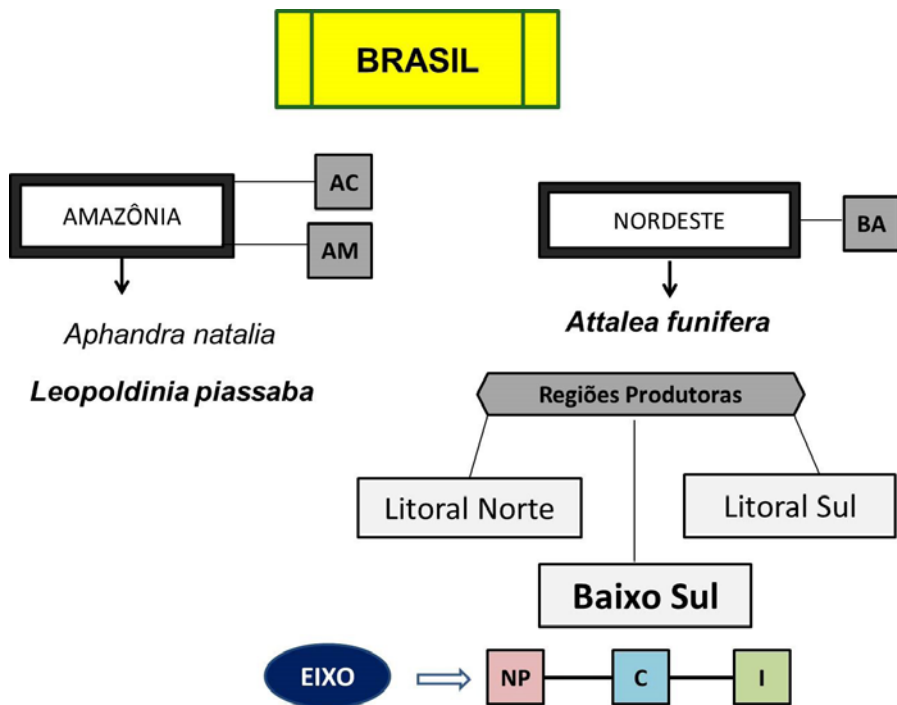 BRASIL
AMAZÔNIA
AC
AM
NORDESTE
BA
Aphandra natalia
Leopoldinia piassaba
Attalea funifera
Regiões Produtoras
Litoral Norte
Litoral Sul
Baixo Sul
EIXO
NP
C
I